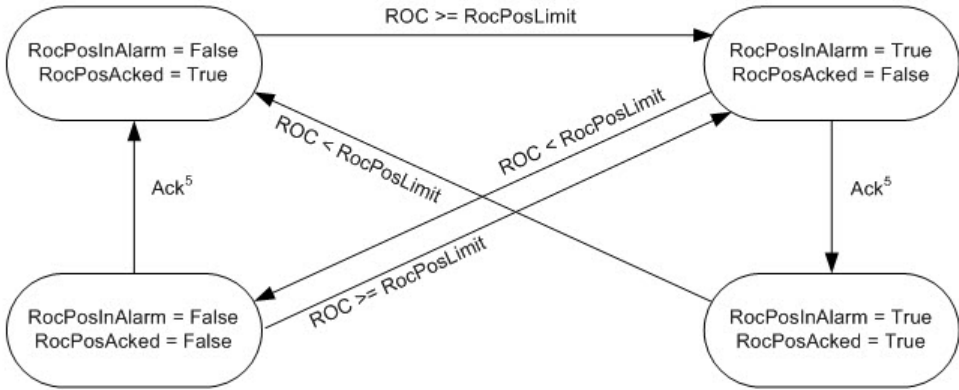 ROC >= RocPosLimit
RocPosInAlarm = False
RocPosAcked = True
RocPosInAlarm = True
RocPosAcked = False
ROC < RocPosLimit
ROC < RocPosLimit
Ack⁵
Ack⁵
ROC >= RocPosLimit
RocPosInAlarm = False
RocPosAcked = False
RocPosInAlarm = True
RocPosAcked = True